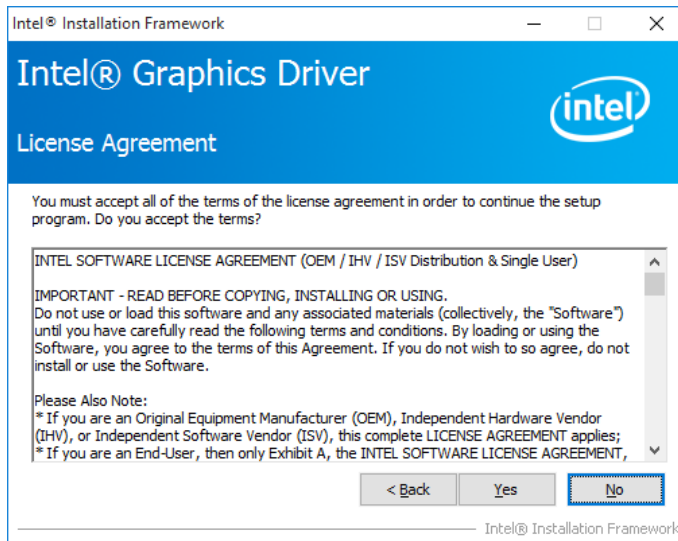 Intel® Installation Framework
Intel® Graphics Driver
intel
License Agreement
You must accept all of the terms of the license agreement in order to continue the setup
program. Do you accept the terms?
INTEL SOFTWARE LICENSE AGREEMENT (OEM / IHV / ISV Distribution & Single User)
IMPORTANT - READ BEFORE COPYING, INSTALLING OR USING.
Do not use or load this software and any associated materials (collectively, the "Software")
until you have carefully read the following terms and conditions. By loading or using the
Software, you agree to the terms of this Agreement. If you do not wish to so agree, do not
install or use the Software.
Please Also Note:
* If you are an Original Equipment Manufacturer (OEM), Independent Hardware Vendor
(IHV), or Independent Software Vendor (ISV), this complete LICENSE AGREEMENT applies;
* If you are an End-User, then only Exhibit A, the INTEL SOFTWARE LICENSE AGREEMENT,
< Back
Yes
No
Intel® Installation Framework